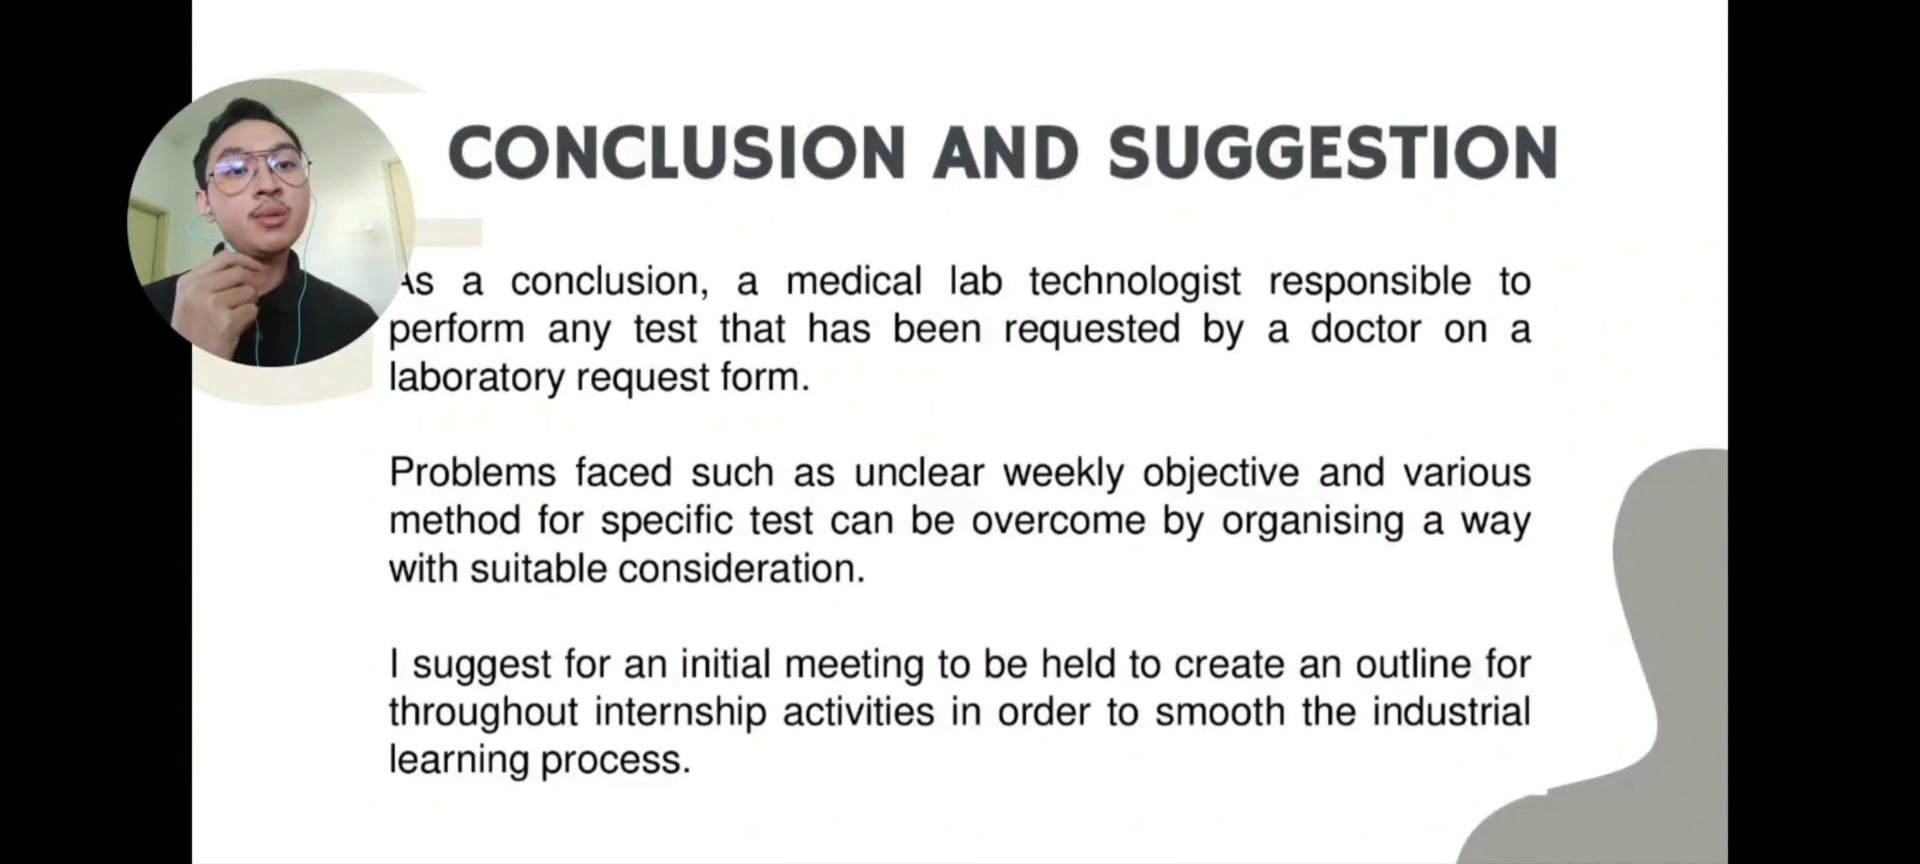 CONCLUSION AND SUGGESTION
As a conclusion, a medical lab technologist responsible to
perform any test that has been requested by a doctor on a
laboratory request form.
Problems faced such as unclear weekly objective and various
method for specific test can be overcome by organising a way
with suitable consideration.
I suggest for an initial meeting to be held to create an outline for
throughout internship activities in order to smooth the industrial
learning process.